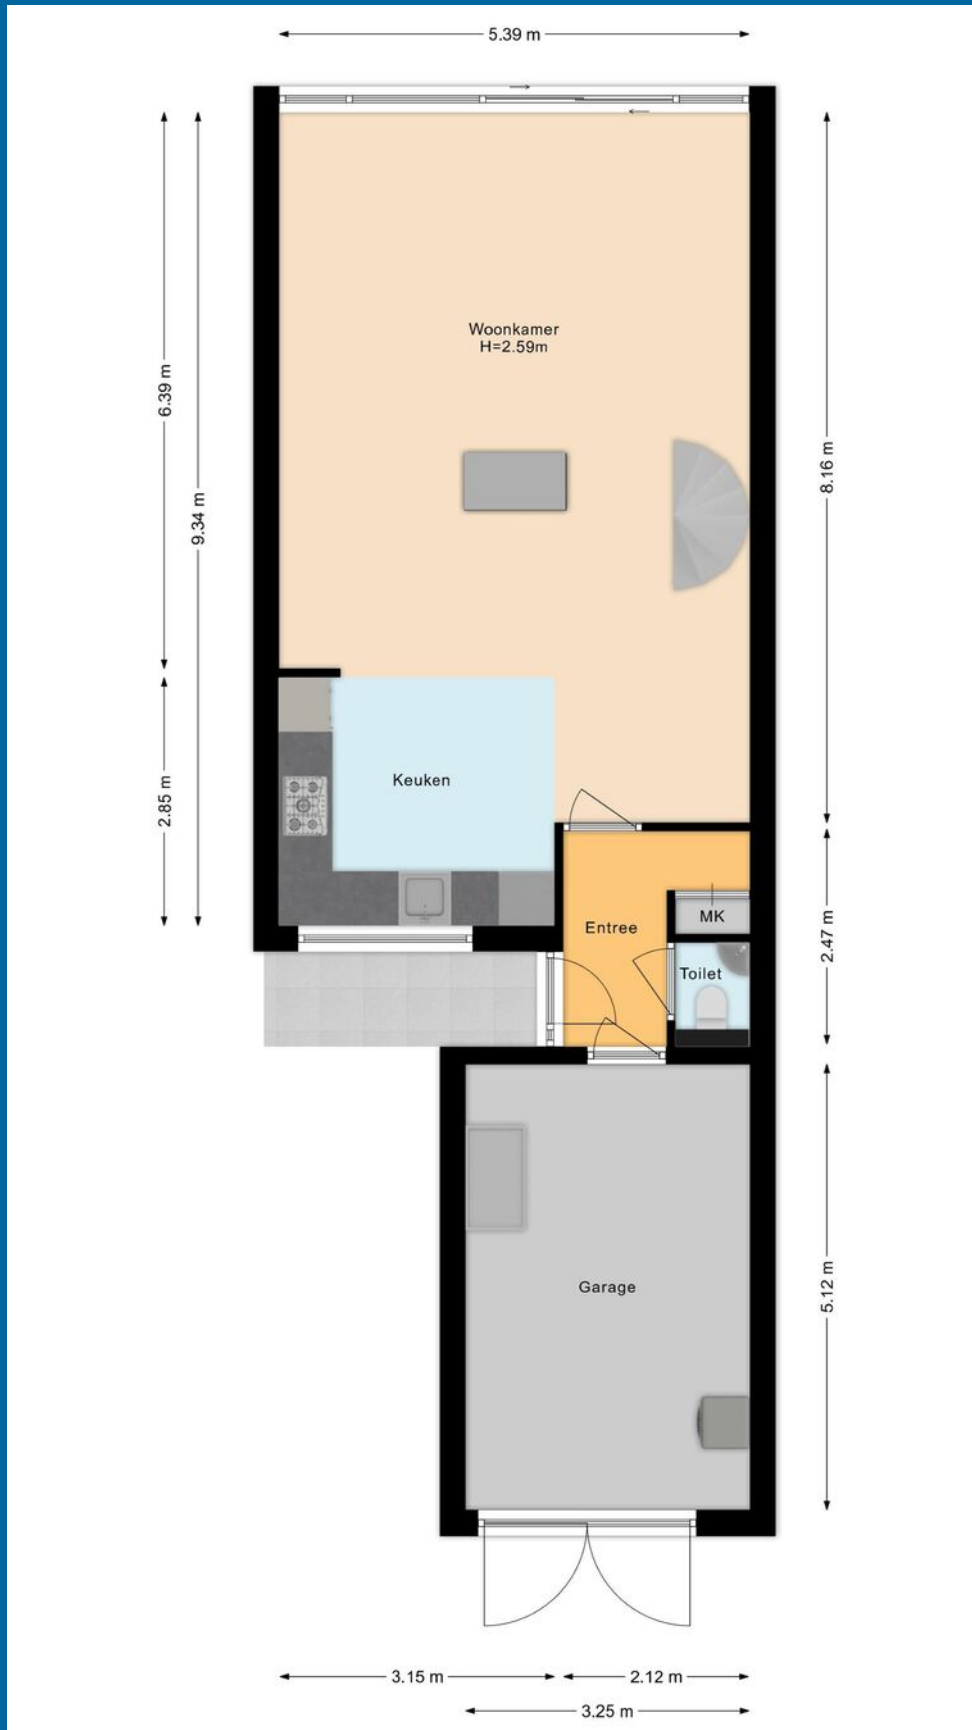 5.39 m
Woonkamer
H=2.59m
6.39 m
9.34 m
8.16 m
Keuken
2.85 m
MK
Entree
2.47 m
Toilet
Garage
5.12 m
3.15 m
2.12 m
3.25 m